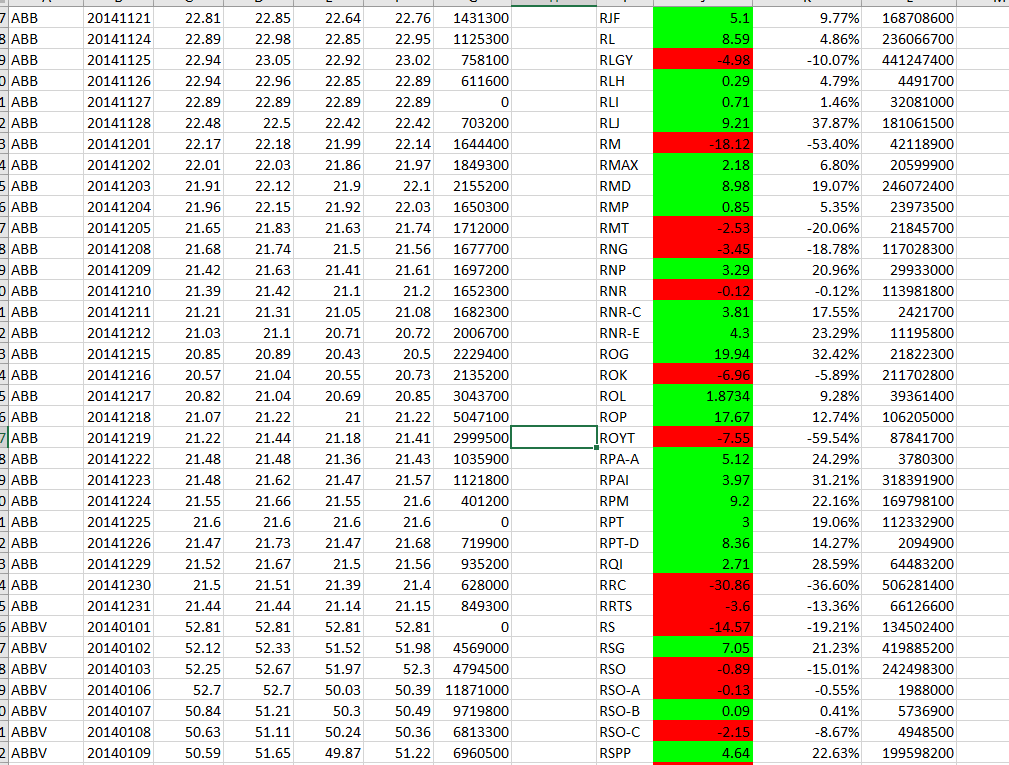 7 ABB 20141121 22.81 22.85 22.64 22.76 1431300 RJF 5.1 9.77% 168708600
8 ABB 20141124 22.89 22.98 22.85 22.95 1125300 RL 8.59 4.86% 236066700
9 ABB 20141125 22.94 23.05 22.92 23.02 758100 RLGY -4.98 -10.07% 441247400
0 ABB 20141126 22.94 22.96 22.85 22.89 611600 RLH 0.29 4.79% 4491700
1 ABB 20141127 22.89 22.89 22.89 22.89 0 RLI 0.71 1.46% 32081000
2 ABB 20141128 22.48 22.5 22.42 22.42 703200 RLJ 9.21 37.87% 181061500
3 ABB 20141201 22.17 22.18 21.99 22.14 1644400 RM -18.12 -53.40% 42118900
4 ABB 20141202 22.01 22.03 21.86 21.97 1849300 RMAX 2.18 6.80% 20599900
5 ABB 20141203 21.91 22.12 21.9 22.1 2155200 RMD 8.98 19.07% 246072400
6 ABB 20141204 21.96 22.15 21.92 22.03 1650300 RMP 0.85 5.35% 23973500
7 ABB 20141205 21.65 21.83 21.63 21.74 1712000 RMT -2.53 -20.06% 21845700
8 ABB 20141208 21.68 21.74 21.5 21.56 1677700 RNG -3.45 -18.78% 117028300
9 ABB 20141209 21.42 21.63 21.41 21.61 1697200 RNP 3.29 20.96% 29933000
0 ABB 20141210 21.39 21.42 21.1 21.2 1652300 RNR -0.12 -0.12% 113981800
1 ABB 20141211 21.21 21.31 21.05 21.08 1682300 RNR-C 3.81 17.55% 2421700
2 ABB 20141212 21.03 21.1 20.71 20.72 2006700 RNR-E 4.3 23.29% 11195800
3 ABB 20141215 20.85 20.89 20.43 20.5 2229400 ROG 19.94 32.42% 21822300
4 ABB 20141216 20.57 21.04 20.55 20.73 2135200 ROK -6.96 -5.89% 211702800
5 ABB 20141217 20.82 21.04 20.69 20.85 3043700 ROL 1.8734 9.28% 39361400
6 ABB 20141218 21.07 21.22 21 21.22 5047100 ROP 17.67 12.74% 106205000
7 ABB 20141219 21.22 21.44 21.18 21.41 2999500 ROYT -7.55 -59.54% 87841700
8 ABB 20141222 21.48 21.48 21.36 21.43 1035900 RPA-A 5.12 24.29% 3780300
9 ABB 20141223 21.48 21.62 21.47 21.57 1121800 RPAI 3.97 31.21% 318391900
0 ABB 20141224 21.55 21.66 21.55 21.6 401200 RPM 9.2 22.16% 169798100
1 ABB 20141225 21.6 21.6 21.6 21.6 0 RPT 3 19.06% 112332900
2 ABB 20141226 21.47 21.73 21.47 21.68 719900 RPT-D 8.36 14.27% 2094900
3 ABB 20141229 21.52 21.67 21.5 21.56 935200 RQI 2.71 28.59% 64483200
4 ABB 20141230 21.5 21.51 21.39 21.4 628000 RRC -30.86 -36.60% 506281400
5 ABB 20141231 21.44 21.44 21.14 21.15 849300 RRTS -3.6 -13.36% 66126600
6 ABBV 20140101 52.81 52.81 52.81 52.81 0 RS -14.57 -19.21% 134502400
7 ABBV 20140102 52.12 52.33 51.52 51.98 4569000 RSG 7.05 21.23% 419885200
8 ABBV 20140103 52.25 52.67 51.97 52.3 4794500 RSO -0.89 -15.01% 242498300
9 ABBV 20140106 52.7 52.7 50.03 50.39 11871000 RSO-A -0.13 -0.55% 1988000
0 ABBV 20140107 50.84 51.21 50.3 50.49 9719800 RSO-B 0.09 0.41% 5736900
1 ABBV 20140108 50.63 51.11 50.24 50.36 6813300 RSO-C -2.15 -8.67% 4948500
2 ABBV 20140109 50.59 51.65 49.87 51.22 6960500 RSPP 4.64 22.63% 199598200